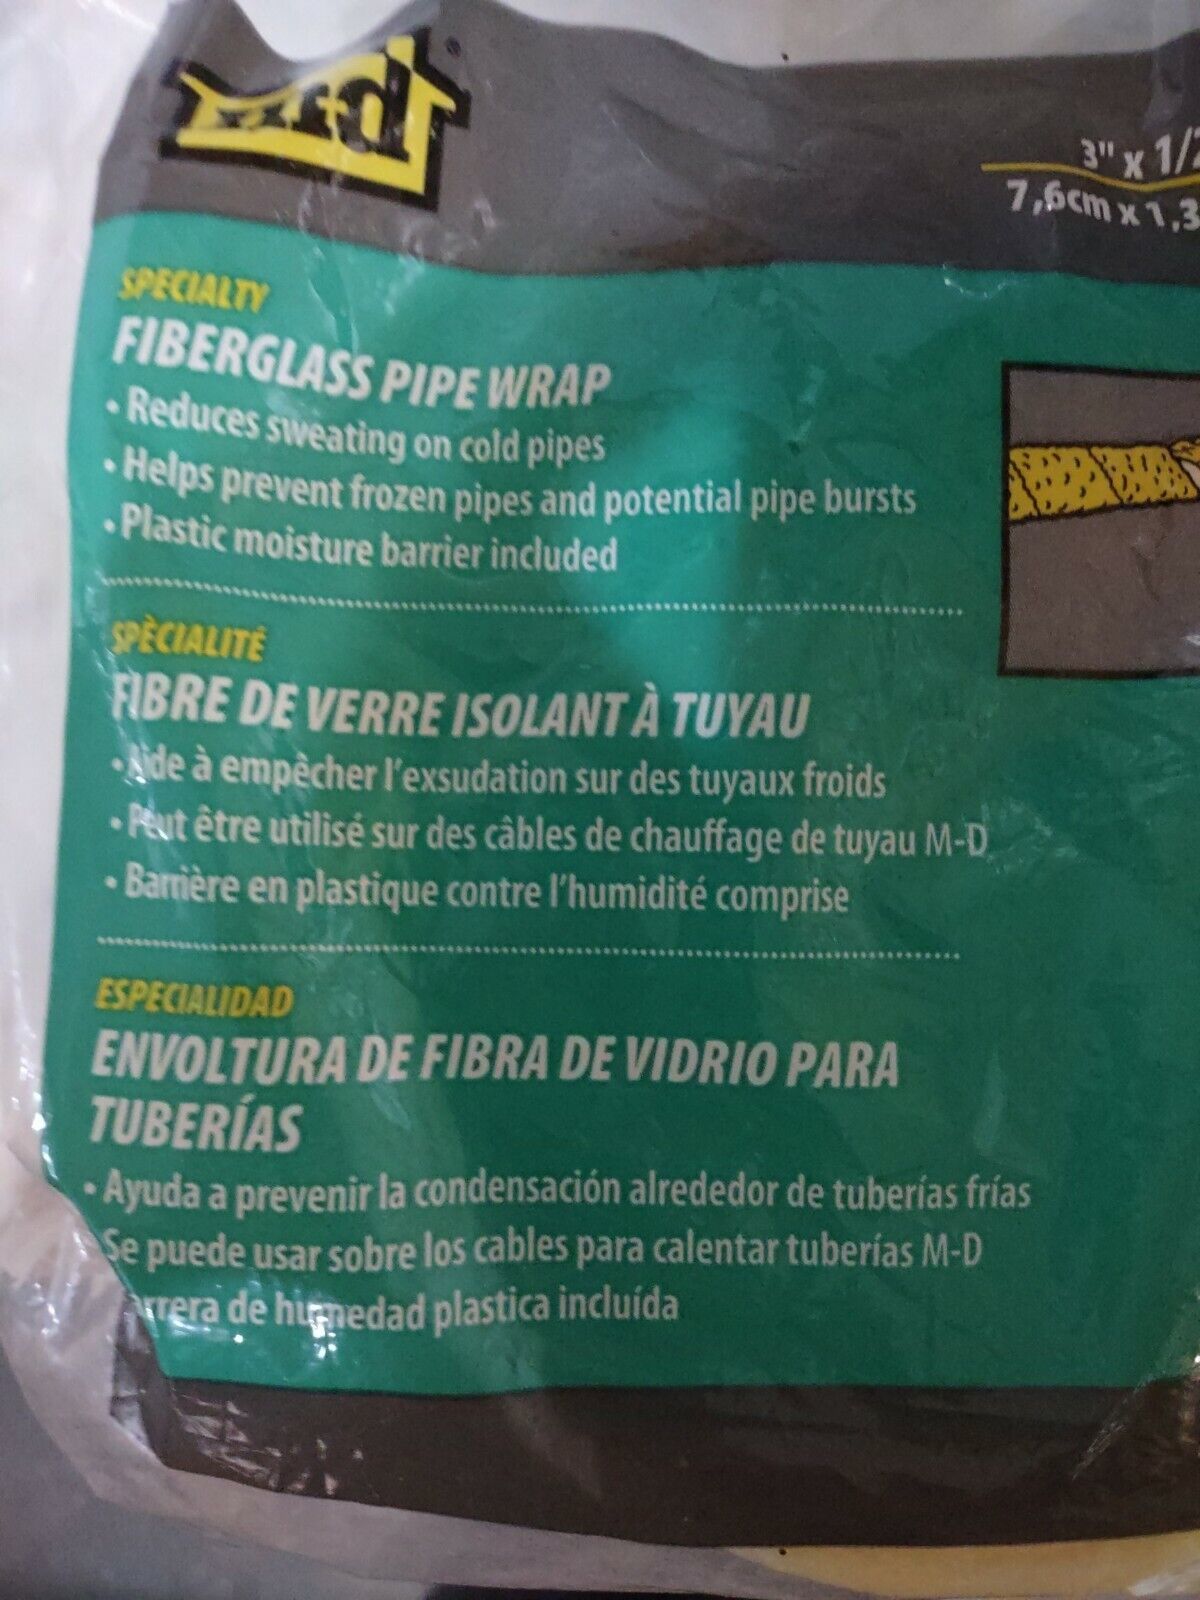 3" x 1/2
7,6cm x 1,3
SPECIALTY
FIBERGLASS PIPE WRAP
• Reduces sweating on cold pipes
• Helps prevent frozen pipes and potential pipe bursts
• Plastic moisture barrier included
SPÈCIALITÉ
FIBRE DE VERRE ISOLANT À TUYAU
• Aide à empêcher l'exsudation sur des tuyaux froids
• Peut être utilisé sur des câbles de chauffage de tuyau M-D
• Barrière en plastique contre l'humidité comprise
ESPECIALIDAD
ENVOLTURA DE FIBRA DE VIDRIO PARA
TUBERÍAS
• Ayuda a prevenir la condensación alrededor de tuberías frías
Se puede usar sobre los cables para calentar tuberías M-D
de humedad plastica incluída